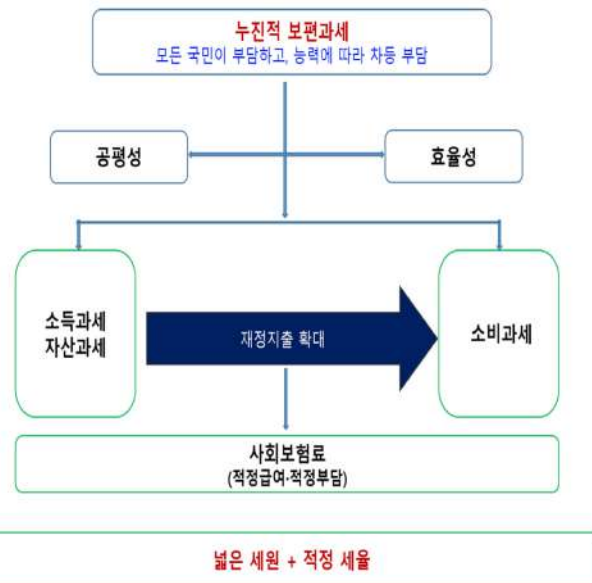 누진적 보편과세
모든 국민이 부담하고, 능력에 따라 차등 부담
공평성
효율성
소득과세
자산과세
재정지출 확대
소비과세
사회보험료
(적정급여·적정부담)
넓은 세원 + 적정 세율